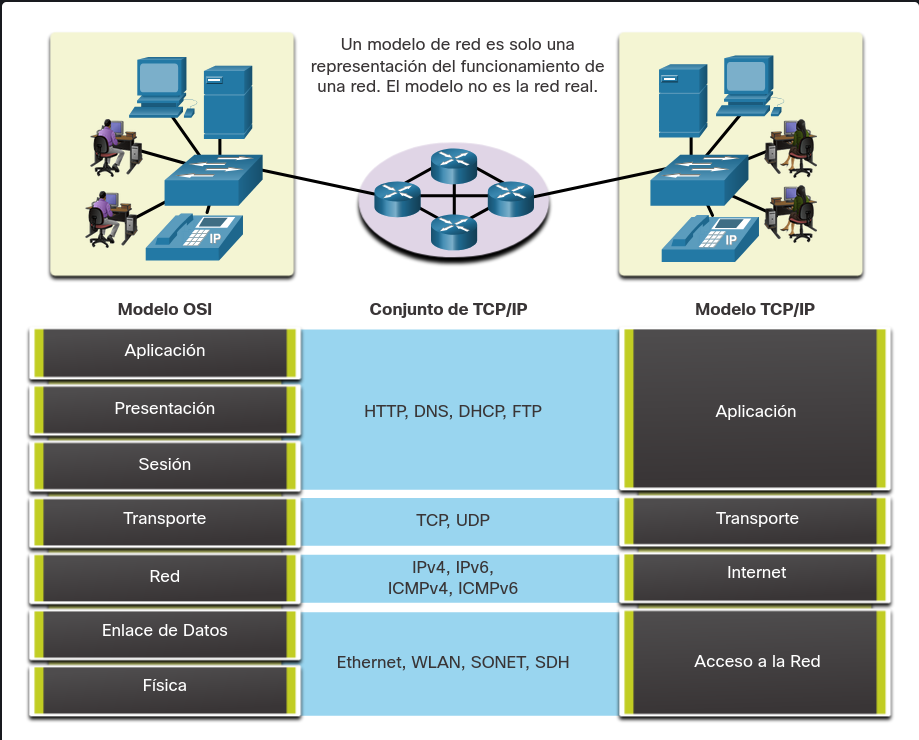 Un modelo de red es solo una
representación del funcionamiento de
una red. El modelo no es la red real.
IP
IP
Modelo OSI
Conjunto de TCP/IP
Modelo TCP/IP
Aplicación
Presentación
Sesión
HTTP, DNS, DHCP, FTP
Aplicación
Transporte
TCP, UDP
Transporte
Red
IPv4, IPv6,
ICMPv4, ICMPv6
Internet
Enlace de Datos
Física
Ethernet, WLAN, SONET, SDH
Acceso a la Red